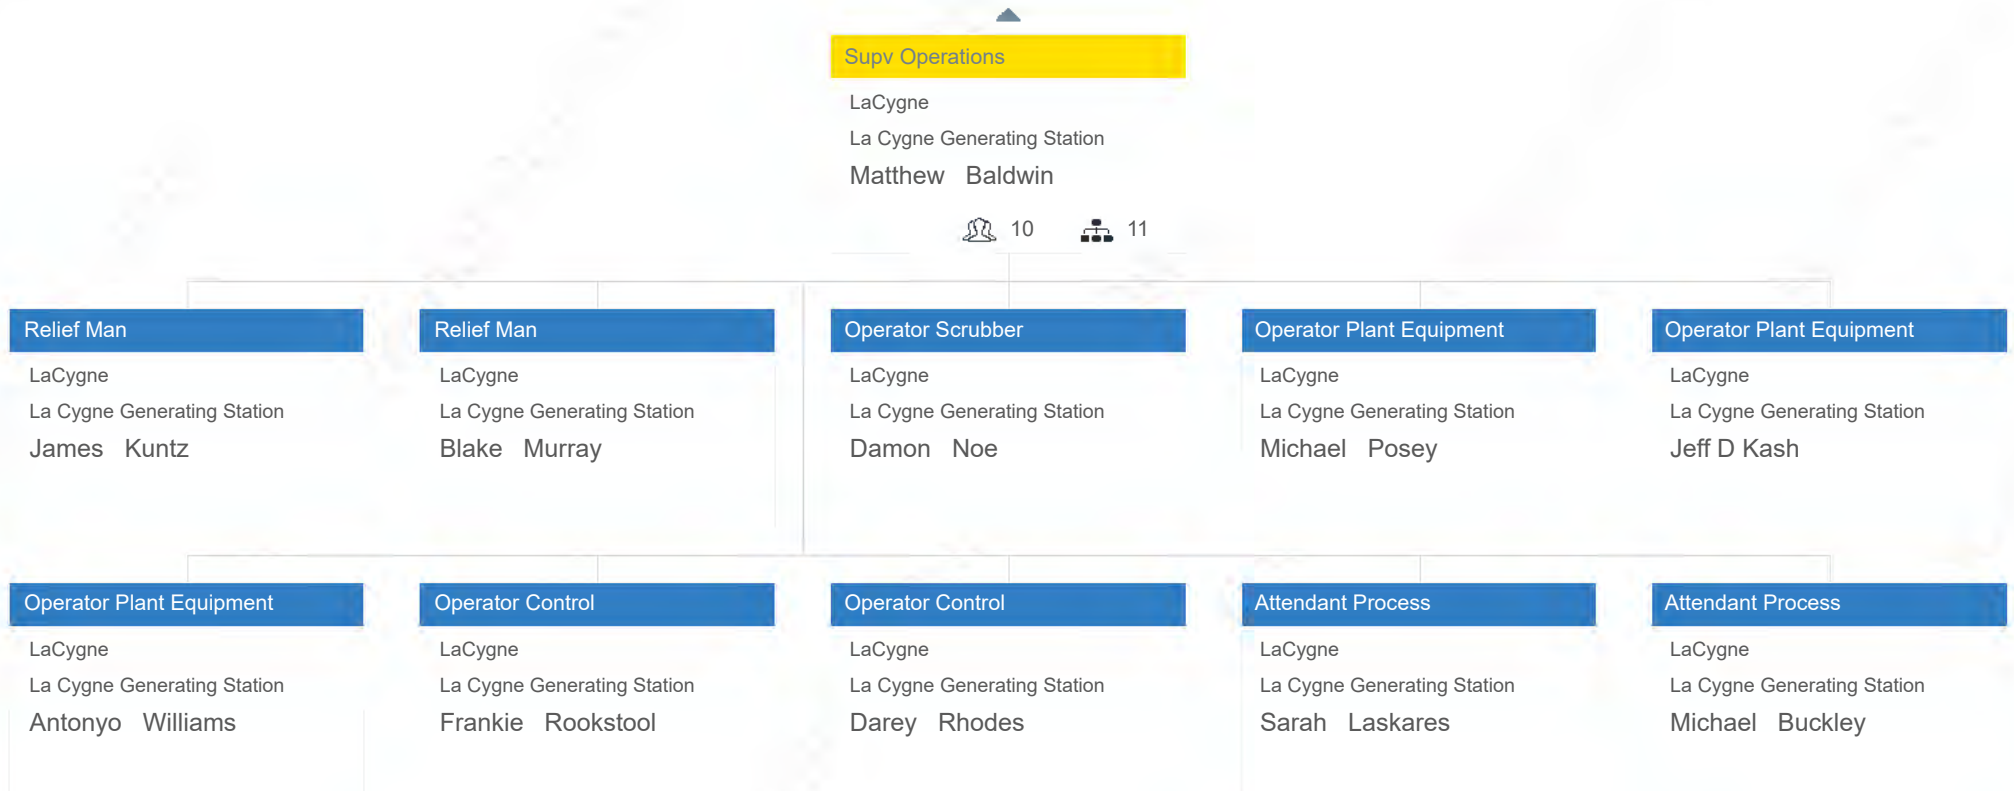 Supv Operations
LaCygne
La Cygne Generating Station
Matthew Baldwin
10 11
Relief Man
LaCygne
La Cygne Generating Station
James Kuntz
Relief Man
LaCygne
La Cygne Generating Station
Blake Murray
Operator Scrubber
LaCygne
La Cygne Generating Station
Damon Noe
Operator Plant Equipment
LaCygne
La Cygne Generating Station
Michael Posey
Operator Plant Equipment
LaCygne
La Cygne Generating Station
Jeff D Kash
Operator Plant Equipment
LaCygne
La Cygne Generating Station
Antonyo Williams
Operator Control
LaCygne
La Cygne Generating Station
Frankie Rookstool
Operator Control
LaCygne
La Cygne Generating Station
Darey Rhodes
Attendant Process
LaCygne
La Cygne Generating Station
Sarah Laskares
Attendant Process
LaCygne
La Cygne Generating Station
Michael Buckley